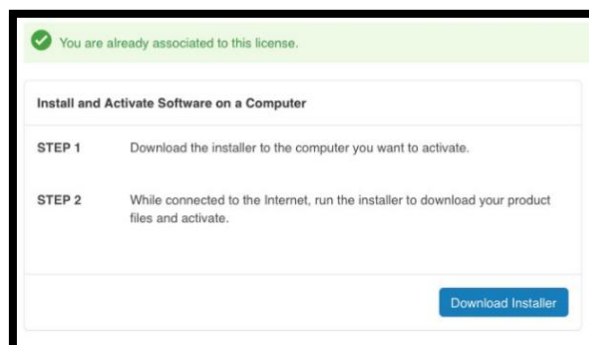 You are already associated to this license.
Install and Activate Software on a Computer
STEP 1 Download the installer to the computer you want to activate.
STEP 2 While connected to the Internet, run the installer to download your product
files and activate.
Download Installer